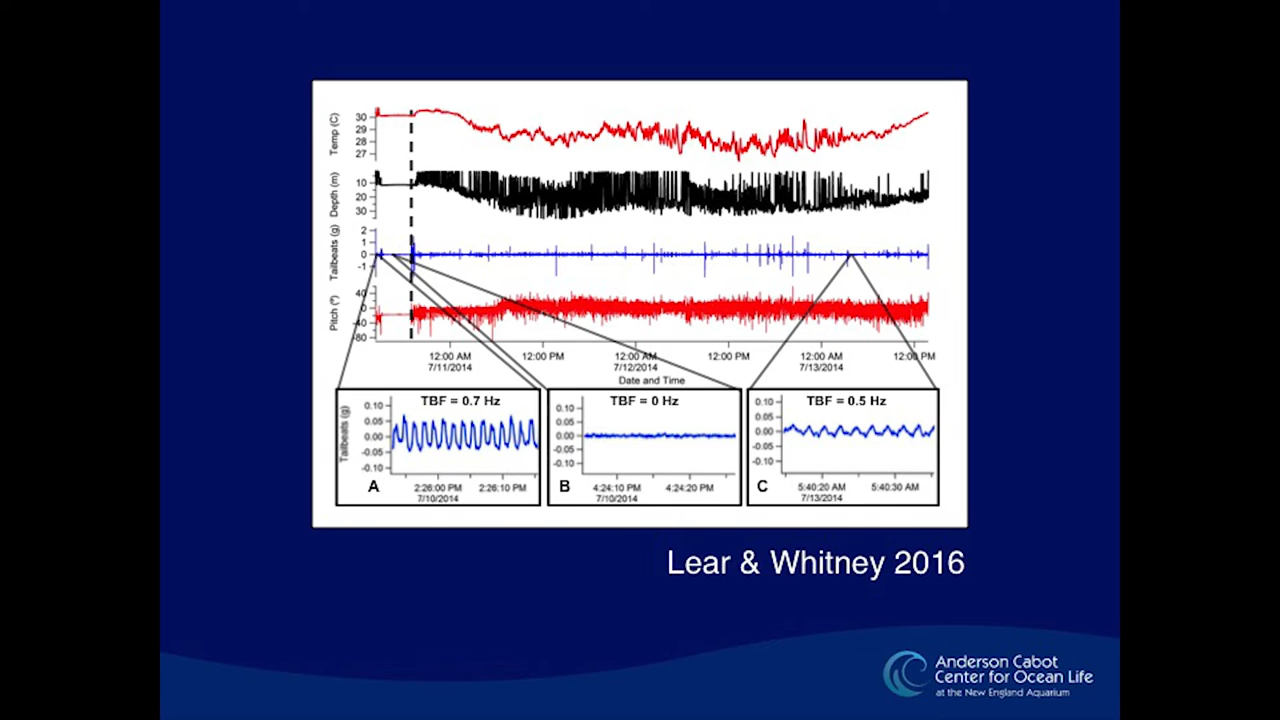 Temp (C)
30
29
28
27
Depth (m)
10
20
30
Tailbeats (g)
2
1
0
-1
Pitch (°)
40
0
-40
-80
12:00 AM 12:00 PM 12:00 AM 12:00 PM 12:00 AM 12:00 PM
7/11/2014 7/12/2014 7/13/2014
Date and Time
TBF = 0.7 Hz
Tailbeats (g)
0.10
0.05
0.00
-0.05
-0.10
A
2:26:00 PM 2:26:10 PM
7/10/2014
TBF = 0 Hz
0.10
0.05
0.00
-0.05
-0.10
B
4:24:10 PM 4:24:20 PM
7/10/2014
TBF = 0.5 Hz
0.10
0.05
0.00
-0.05
-0.10
C
5:40:20 AM 5:40:30 AM
7/13/2014
Lear & Whitney 2016
Anderson Cabot
Center for Ocean Life
at the New England Aquarium